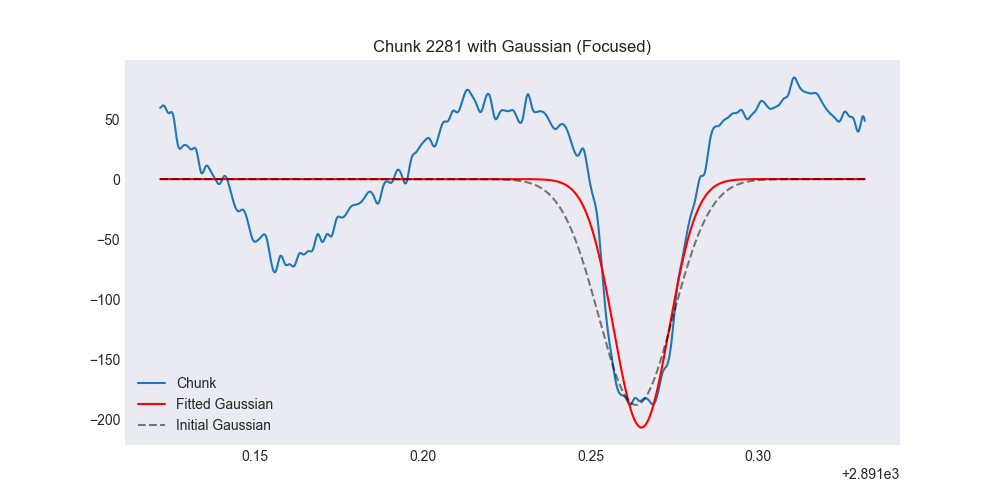 Chunk 2281 with Gaussian (Focused)
50
0
−50
−100
−150
−200
Chunk
Fitted Gaussian
Initial Gaussian
0.15 0.20 0.25 0.30
+2.891e3